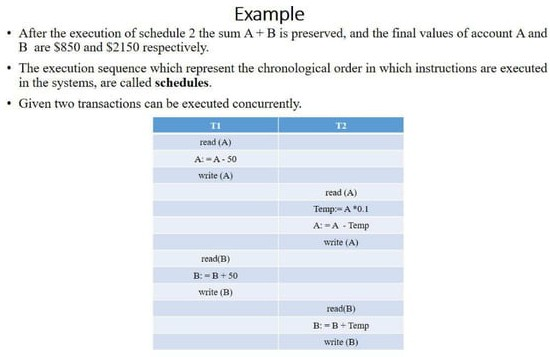 Example
• After the execution of schedule 2 the sum A + B is preserved, and the final values of account A and
B are $850 and $2150 respectively.
• The execution sequence which represent the chronological order in which instructions are executed
in the systems, are called schedules.
• Given two transactions can be executed concurrently.
T1 T2
read (A)
A: = A - 50
write (A)
read (A)
Temp:= A *0.1
A: = A - Temp
write (A)
read(B)
B: = B + 50
write (B)
read(B)
B: = B + Temp
write (B)